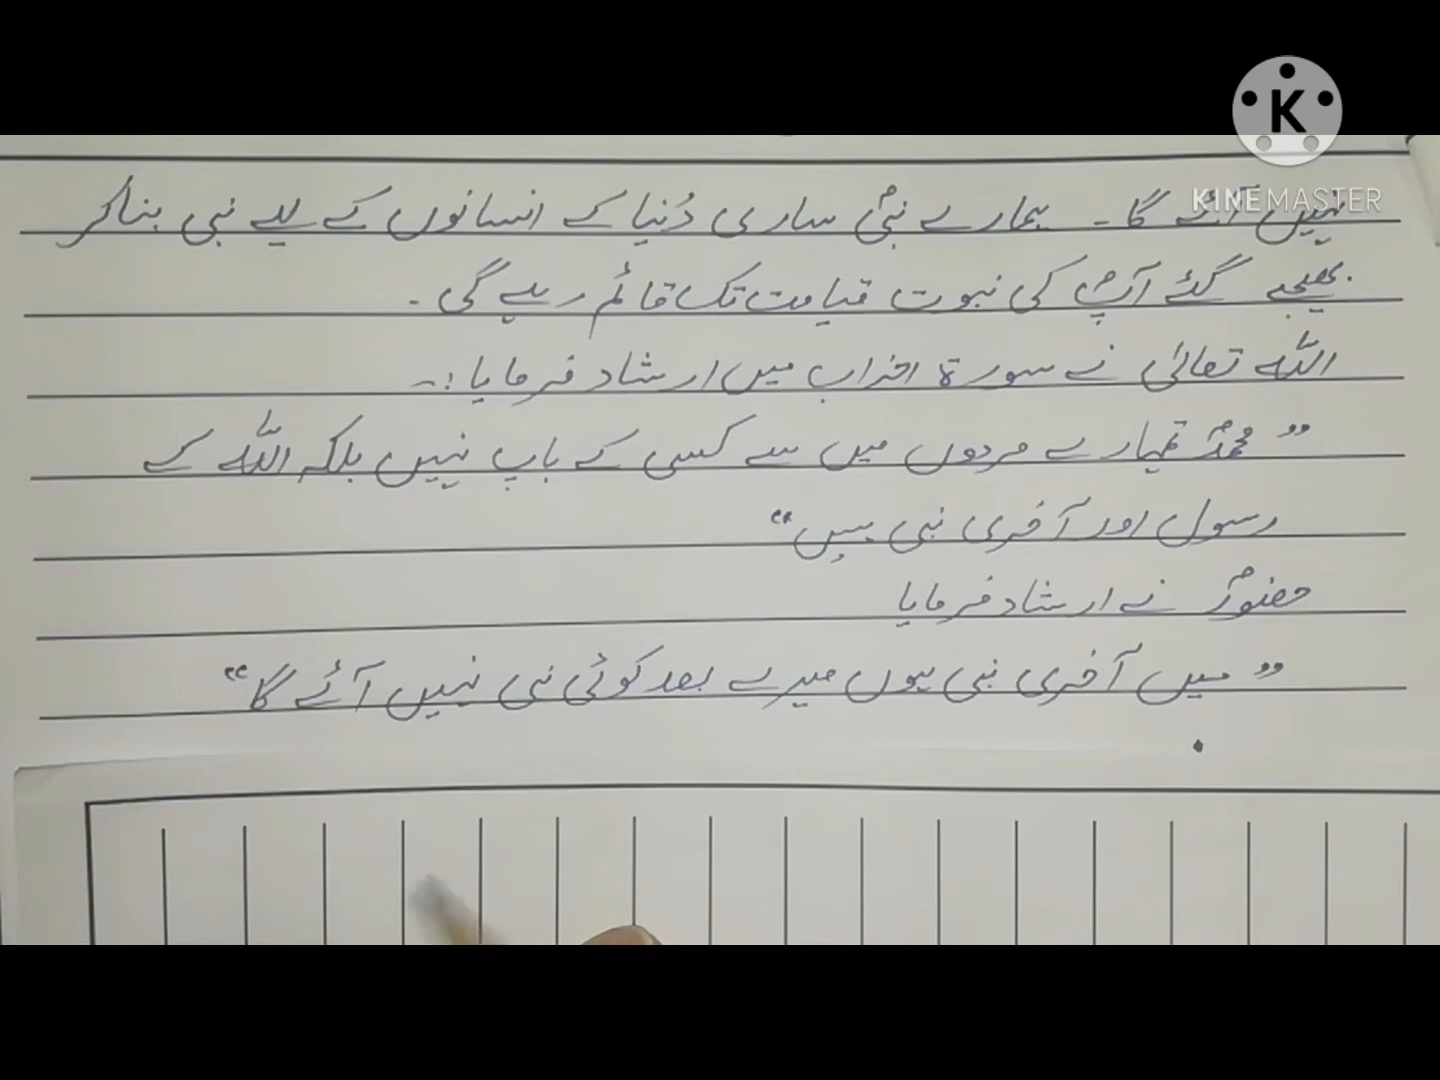 KINEMASTER
نہیں آئے گا۔ ہمارے نبیؐ ساری دُنیا کے انسانوں کے لیے نبی بناکر
بھیجے گئے آپؐ کی نبوت قیامت تک قائم رہے گی۔
اللہ تعالیٰ نے سورۃ احزاب میں ارشاد فرمایا:۔
”محمدؐ تمہارے مردوں میں سے کسی کے باپ نہیں بلکہ اللہ کے
رسول اور آخری نبی ہیں“
حضورؐ نے ارشاد فرمایا
”میں آخری نبی ہوں میرے بعد کوئی نبی نہیں آئے گا“